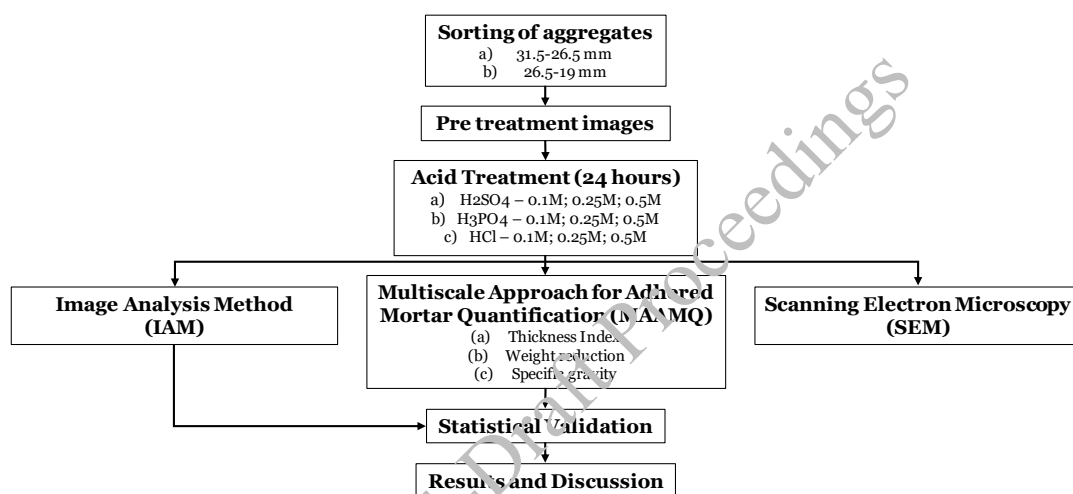 Sorting of aggregates
a) 31.5-26.5 mm
b) 26.5-19 mm
Pre treatment images
Acid Treatment (24 hours)
a) H2SO4 – 0.1M; 0.25M; 0.5M
b) H3PO4 – 0.1M; 0.25M; 0.5M
c) HCl – 0.1M; 0.25M; 0.5M
Image Analysis Method
(IAM)
Multiscale Approach for Adhered
Mortar Quantification (MAAMQ)
(a) Thickness Index
(b) Weight reduction
(c) Specific gravity
Scanning Electron Microscopy
(SEM)
Statistical Validation
Results and Discussion
Draft Proceedings